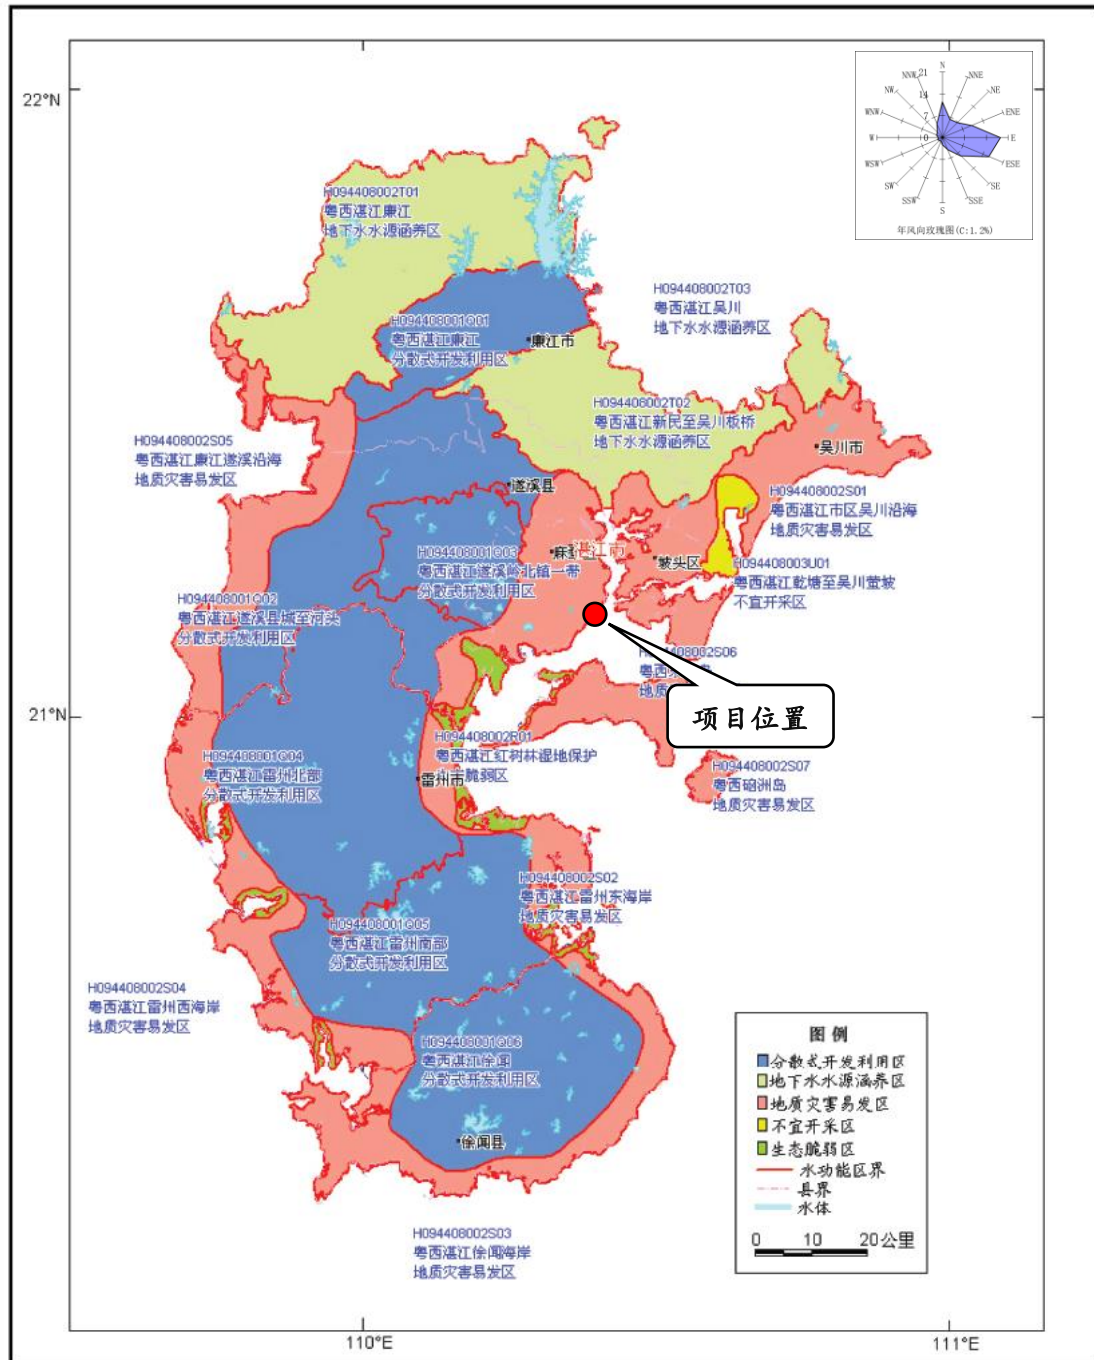 22°N
21°N
110°E
111°E
N
NNE
NE
ENE
E
ESE
SE
SSE
S
SSW
SW
WSW
W
WNW
NW
NNW
21
14
7
0
年风向玫瑰图(C:1.2%)
H094408002T01
粤西湛江廉江
地下水水源涵养区
H094408002T03
粤西湛江吴川
地下水水源涵养区
H094408001Q01
粤西湛江廉江
分散式开发利用区
廉江市
H094408002T02
粤西湛江新民至吴川板桥
地下水水源涵养区
H094408002S05
粤西湛江廉江遂溪沿海
地质灾害易发区
吴川市
遂溪县
H094408002S01
粤西湛江市区吴川沿海
地质灾害易发区
H094408001Q03
粤西湛江遂溪岭北镇一带
分散式开发利用区
湛江市
坡头区
H094408003U01
粤西湛江乾塘至吴川萤坡
不宜开采区
H094408001Q02
粤西湛江遂溪县城至河头
分散式开发利用区
H094408002S06
项目位置
H094408002R01
粤西湛江红树林湿地保护
脆弱区
雷州市
H094408001Q04
粤西湛江雷州北部
分散式开发利用区
H094408002S07
粤西硇洲岛
地质灾害易发区
H094408002S02
粤西湛江雷州东海岸
地质灾害易发区
H094408001Q05
粤西湛江雷州南部
分散式开发利用区
H094408002S04
粤西湛江雷州西海岸
地质灾害易发区
H094408001Q06
粤西湛江徐闻
分散式开发利用区
徐闻县
H094408002S03
粤西湛江徐闻海岸
地质灾害易发区
图例
分散式开发利用区
地下水水源涵养区
地质灾害易发区
不宜开采区
生态脆弱区
水功能区界
县界
水体
0 10 20公里